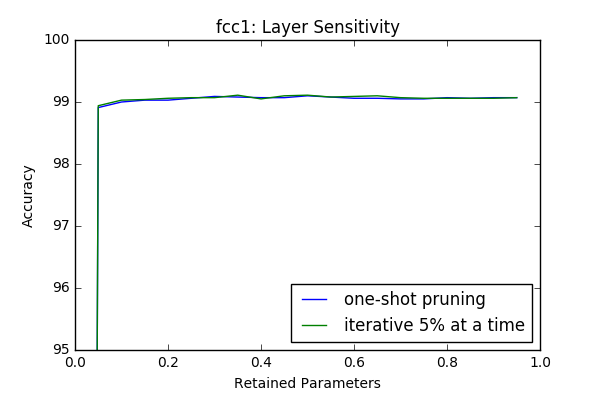 fcc1: Layer Sensitivity
100
99
98
97
96
95
Accuracy
one-shot pruning
iterative 5% at a time
0.0 0.2 0.4 0.6 0.8 1.0
Retained Parameters